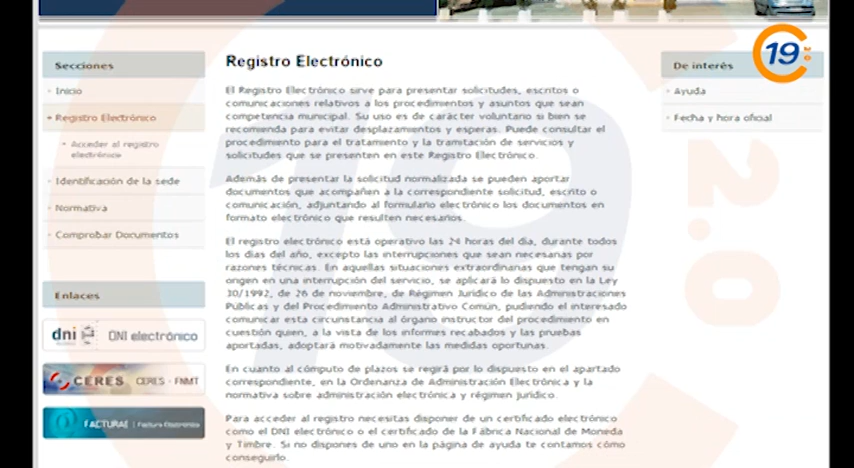 19
Secciones
Inicio
Registro Electrónico
Acceder al registro
electrónico
Identificación de la sede
Normativa
Comprobar Documentos
Enlaces
dni DNI electrónico
CERES CERES - FNMT
FACTURAE Factura Electrónica
Registro Electrónico
El Registro Electrónico sirve para presentar solicitudes, escritos o
comunicaciones relativos a los procedimientos y asuntos que sean
competencia municipal. Su uso es de carácter voluntario si bien se
recomienda para evitar desplazamientos y esperas. Puede consultar el
procedimiento para el tratamiento y la tramitación de servicios y
solicitudes que se presenten en este Registro Electrónico.
Además de presentar la solicitud normalizada se pueden aportar
documentos que acompañen a la correspondiente solicitud, escrito o
comunicación, adjuntando al formulario electrónico los documentos en
formato electrónico que resulten necesarios.
El registro electrónico está operativo las 24 horas del día, durante todos
los días del año, excepto las interrupciones que sean necesarias por
razones técnicas. En aquellas situaciones extraordinarias que tengan su
origen en una interrupción del servicio, se aplicará lo dispuesto en la Ley
30/1992, de 26 de noviembre, de Régimen Jurídico de las Administraciones
Públicas y del Procedimiento Administrativo Común, pudiendo el interesado
comunicar esta circunstancia al órgano instructor del procedimiento en
cuestión quien, a la vista de los informes recabados y las pruebas
aportadas, adoptará motivadamente las medidas oportunas.
En cuanto al cómputo de plazos se regirá por lo dispuesto en el apartado
correspondiente, en la Ordenanza de Administración Electrónica y la
normativa sobre administración electrónica y régimen jurídico.
Para acceder al registro necesitas disponer de un certificado electrónico
como el DNI electrónico o el certificado de la Fábrica Nacional de Moneda
y Timbre. Si no dispones de uno en la página de ayuda te contamos cómo
conseguirlo.
De interés
Ayuda
Fecha y hora oficial
19
2.0